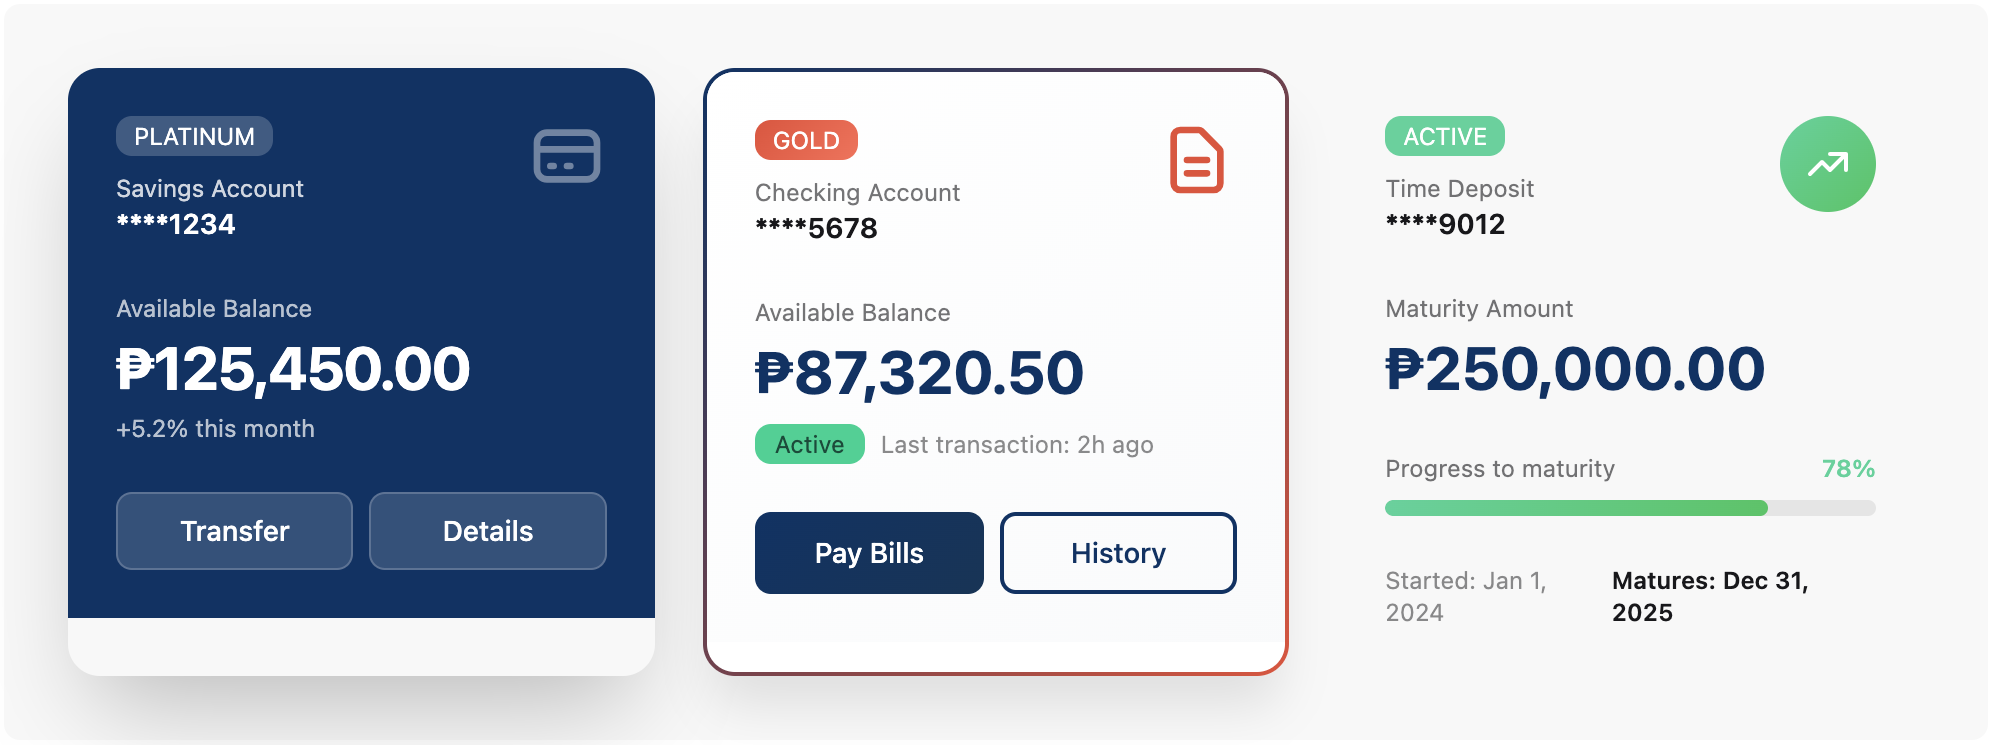 PLATINUM
Savings Account
****1234
Available Balance
₱125,450.00
+5.2% this month
Transfer
Details
GOLD
Checking Account
****5678
Available Balance
₱87,320.50
Active
Last transaction: 2h ago
Pay Bills
History
ACTIVE
Time Deposit
****9012
Maturity Amount
₱250,000.00
Progress to maturity
78%
Started: Jan 1,
2024
Matures: Dec 31,
2025